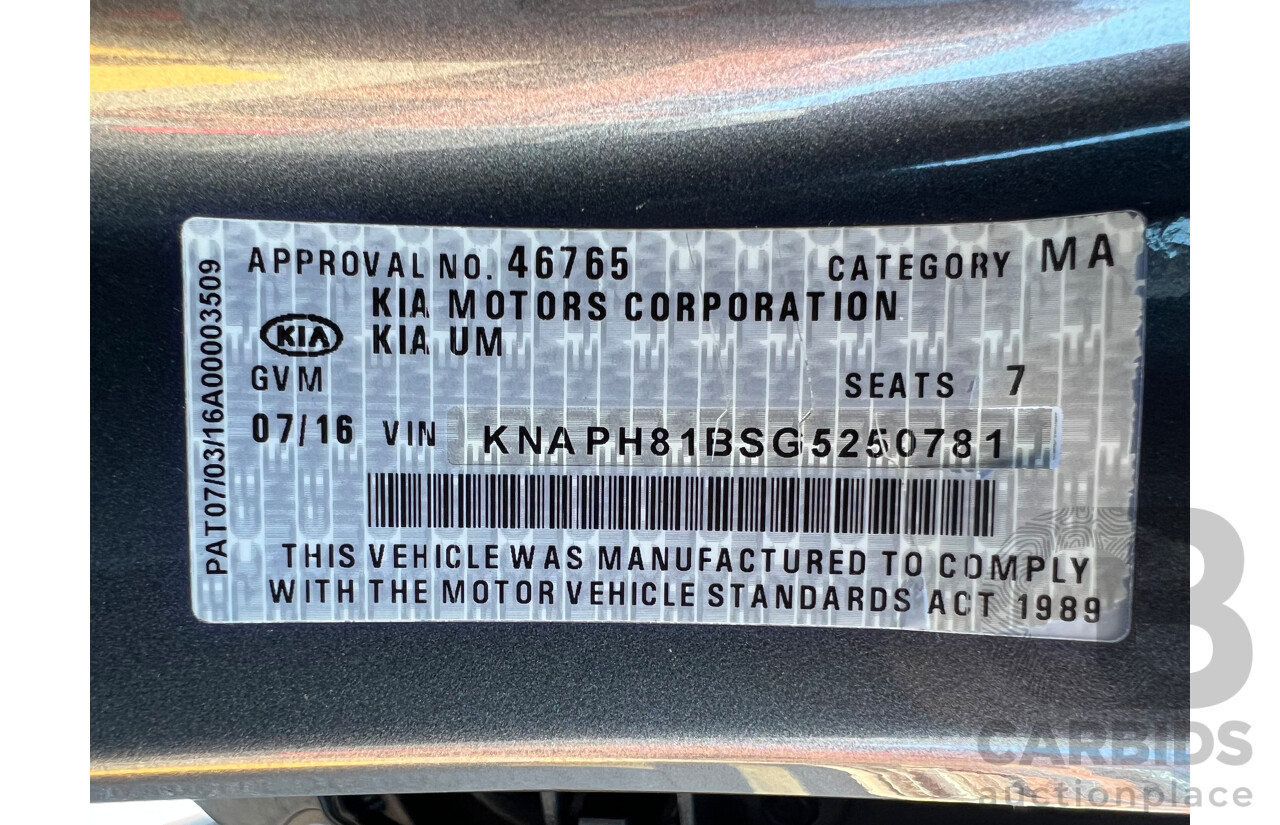 APPROVAL NO. 46765 CATEGORY MA
KIA MOTORS CORPORATION
KIA
KIA UM
GVM SEATS 7
07/16 VIN KNAPH81BSG5250781
THIS VEHICLE WAS MANUFACTURED TO COMPLY
WITH THE MOTOR VEHICLE STANDARDS ACT 1989
PAT07/03/16A00003509
CARBIDS
auctionplace